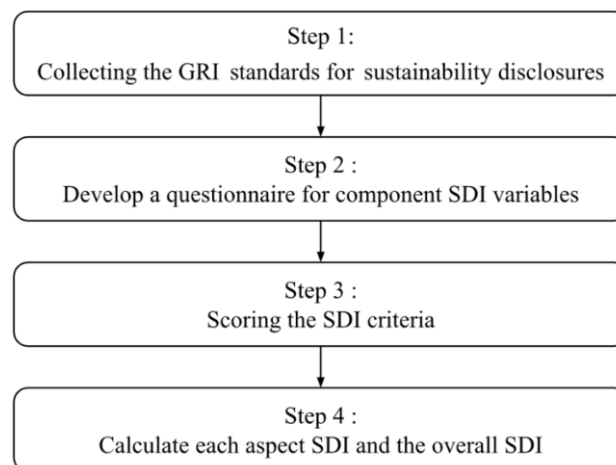 Step 1:
Collecting the GRI standards for sustainability disclosures
Step 2 :
Develop a questionnaire for component SDI variables
Step 3 :
Scoring the SDI criteria
Step 4 :
Calculate each aspect SDI and the overall SDI